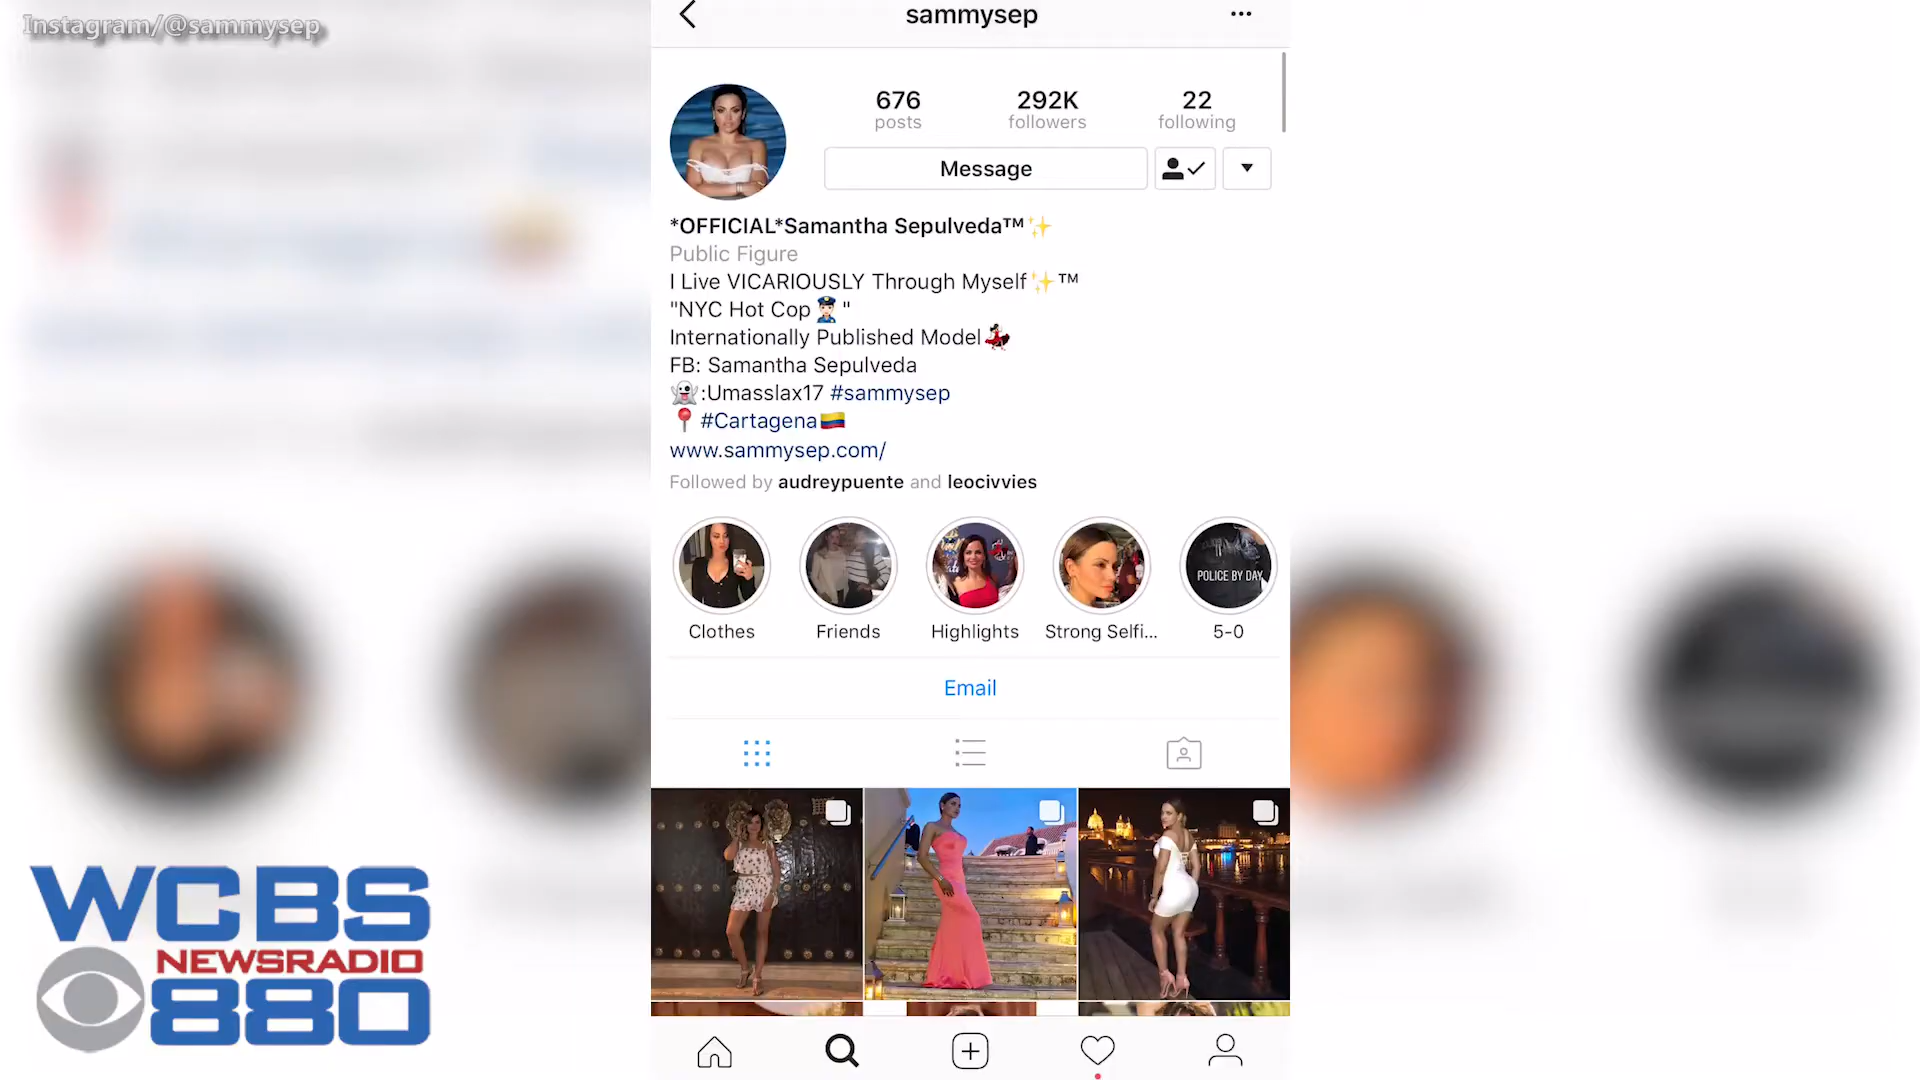 Instagram/@sammysep
sammysep
676
posts
292K
followers
22
following
Message
*OFFICIAL*Samantha Sepulveda™✨
Public Figure
I Live VICARIOUSLY Through Myself✨™
"NYC Hot Cop👮🏻"
Internationally Published Model💃🏻
FB: Samantha Sepulveda
👻:Umasslax17 #sammysep
📍#Cartagena🇨🇴
www.sammysep.com/
Followed by audreypuente and leocivvies
POLICE BY DAY
Clothes
Friends
Highlights
Strong Selfi...
5-0
Email
WCBS
NEWSRADIO
880